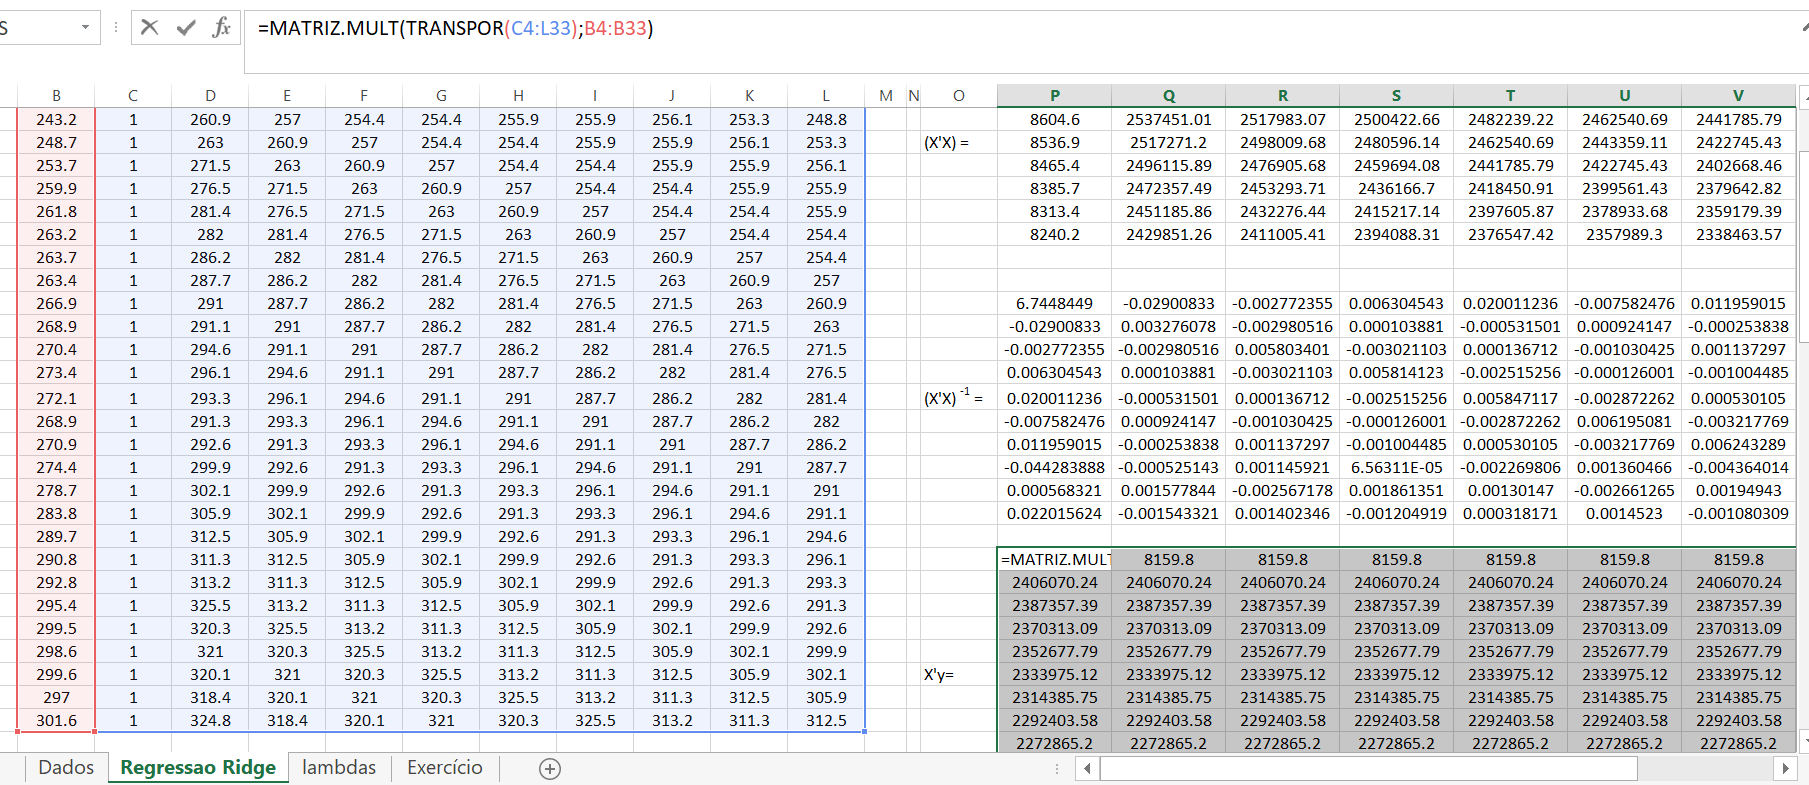 S fx =MATRIZ.MULT(TRANSPOR(C4:L33);B4:B33)
B C D E F G H I J K L M N O P Q R S T U V
243.2 1 260.9 257 254.4 254.4 255.9 255.9 256.1 253.3 248.8 8604.6 2537451.01 2517983.07 2500422.66 2482239.22 2462540.69 2441785.79
248.7 1 263 260.9 257 254.4 254.4 255.9 255.9 256.1 253.3 (X'X) = 8536.9 2517271.2 2498009.68 2480596.14 2462540.69 2443359.11 2422745.43
253.7 1 271.5 263 260.9 257 254.4 254.4 255.9 255.9 256.1 8465.4 2496115.89 2476905.68 2459694.08 2441785.79 2422745.43 2402668.46
259.9 1 276.5 271.5 263 260.9 257 254.4 254.4 255.9 255.9 8385.7 2472357.49 2453293.71 2436166.7 2418450.91 2399561.43 2379642.82
261.8 1 281.4 276.5 271.5 263 260.9 257 254.4 254.4 255.9 8313.4 2451185.86 2432276.44 2415217.14 2397605.87 2378933.68 2359179.39
263.2 1 282 281.4 276.5 271.5 263 260.9 257 254.4 254.4 8240.2 2429851.26 2411005.41 2394088.31 2376547.42 2357989.3 2338463.57
263.7 1 286.2 282 281.4 276.5 271.5 263 260.9 257 254.4
263.4 1 287.7 286.2 282 281.4 276.5 271.5 263 260.9 257
266.9 1 291 287.7 286.2 282 281.4 276.5 271.5 263 260.9 6.7448449 -0.02900833 -0.002772355 0.006304543 0.020011236 -0.007582476 0.011959015
268.9 1 291.1 291 287.7 286.2 282 281.4 276.5 271.5 263 -0.02900833 0.003276078 -0.002980516 0.000103881 -0.000531501 0.000924147 -0.000253838
270.4 1 294.6 291.1 291 287.7 286.2 282 281.4 276.5 271.5 -0.002772355 -0.002980516 0.005803401 -0.003021103 0.000136712 -0.001030425 0.001137297
273.4 1 296.1 294.6 291.1 291 287.7 286.2 282 281.4 276.5 0.006304543 0.000103881 -0.003021103 0.005814123 -0.002515256 -0.000126001 -0.001004485
272.1 1 293.3 296.1 294.6 291.1 291 287.7 286.2 282 281.4 (X'X) -1 = 0.020011236 -0.000531501 0.000136712 -0.002515256 0.005847117 -0.002872262 0.000530105
268.9 1 291.3 293.3 296.1 294.6 291.1 291 287.7 286.2 282 -0.007582476 0.000924147 -0.001030425 -0.000126001 -0.002872262 0.006195081 -0.003217769
270.9 1 292.6 291.3 293.3 296.1 294.6 291.1 291 287.7 286.2 0.011959015 -0.000253838 0.001137297 -0.001004485 0.000530105 -0.003217769 0.006243289
274.4 1 299.9 292.6 291.3 293.3 296.1 294.6 291.1 291 287.7 -0.044283888 -0.000525143 0.001145921 6.56311E-05 -0.002269806 0.001360466 -0.004364014
278.7 1 302.1 299.9 292.6 291.3 293.3 296.1 294.6 291.1 291 0.000568321 0.001577844 -0.002567178 0.001861351 0.00130147 -0.002661265 0.00194943
283.8 1 305.9 302.1 299.9 292.6 291.3 293.3 296.1 294.6 291.1 0.022015624 -0.001543321 0.001402346 -0.001204919 0.000318171 0.0014523 -0.001080309
289.7 1 312.5 305.9 302.1 299.9 292.6 291.3 293.3 296.1 294.6
290.8 1 311.3 312.5 305.9 302.1 299.9 292.6 291.3 293.3 296.1 =MATRIZ.MULT 8159.8 8159.8 8159.8 8159.8 8159.8 8159.8
292.8 1 313.2 311.3 312.5 305.9 302.1 299.9 292.6 291.3 293.3 2406070.24 2406070.24 2406070.24 2406070.24 2406070.24 2406070.24 2406070.24
295.4 1 325.5 313.2 311.3 312.5 305.9 302.1 299.9 292.6 291.3 2387357.39 2387357.39 2387357.39 2387357.39 2387357.39 2387357.39 2387357.39
299.5 1 320.3 325.5 313.2 311.3 312.5 305.9 302.1 299.9 292.6 2370313.09 2370313.09 2370313.09 2370313.09 2370313.09 2370313.09 2370313.09
298.6 1 321 320.3 325.5 313.2 311.3 312.5 305.9 302.1 299.9 2352677.79 2352677.79 2352677.79 2352677.79 2352677.79 2352677.79 2352677.79
299.6 1 320.1 321 320.3 325.5 313.2 311.3 312.5 305.9 302.1 X'y= 2333975.12 2333975.12 2333975.12 2333975.12 2333975.12 2333975.12 2333975.12
297 1 318.4 320.1 321 320.3 325.5 313.2 311.3 312.5 305.9 2314385.75 2314385.75 2314385.75 2314385.75 2314385.75 2314385.75 2314385.75
301.6 1 324.8 318.4 320.1 321 320.3 325.5 313.2 311.3 312.5 2292403.58 2292403.58 2292403.58 2292403.58 2292403.58 2292403.58 2292403.58
2272865.2 2272865.2 2272865.2 2272865.2 2272865.2 2272865.2 2272865.2
Dados Regressao Ridge lambdas Exercício